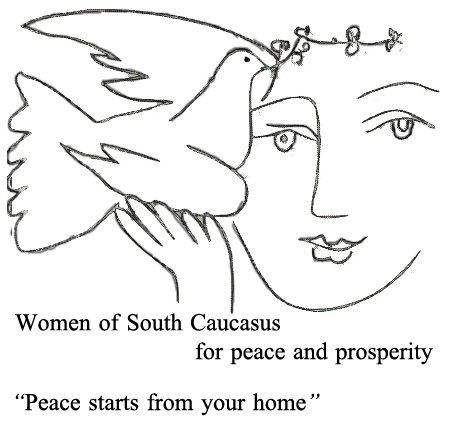 Women of South Caucasus
for peace and prosperity
“Peace starts from your home”